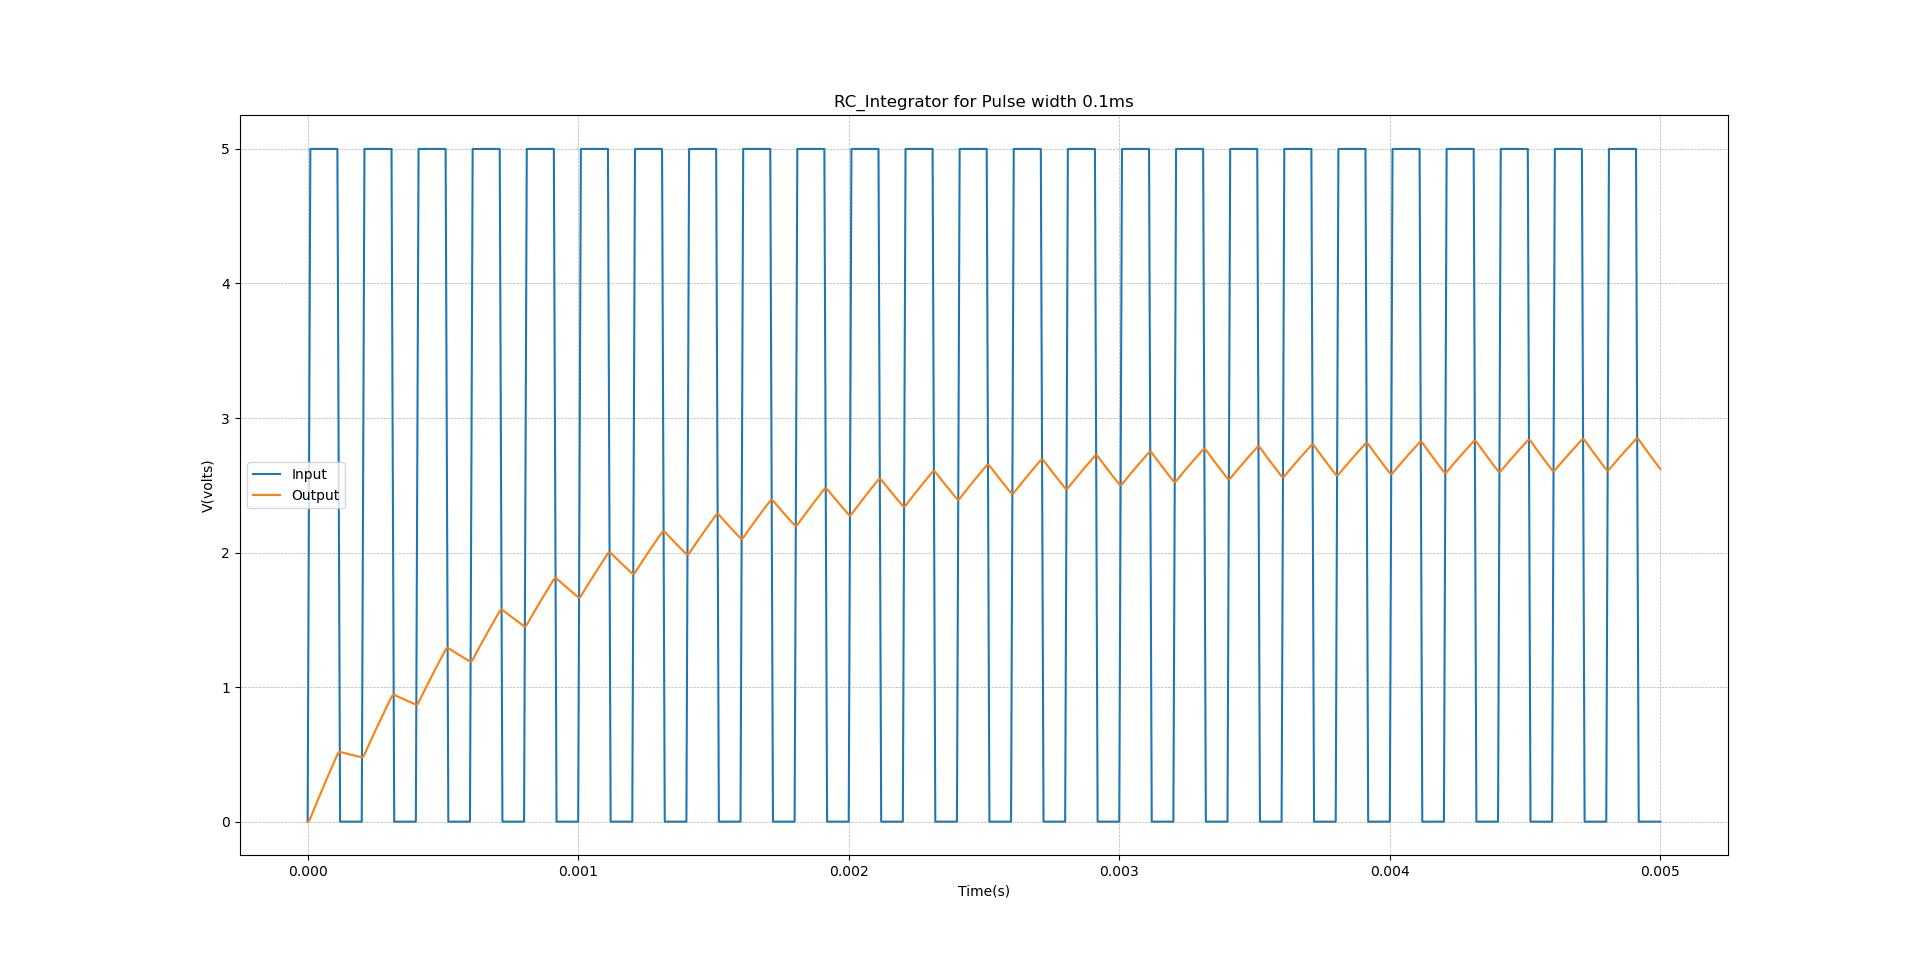 RC_Integrator for Pulse width 0.1ms
5
4
3
2
1
0
V(volts)
Input
Output
0.000
0.001
0.002
0.003
0.004
0.005
Time(s)